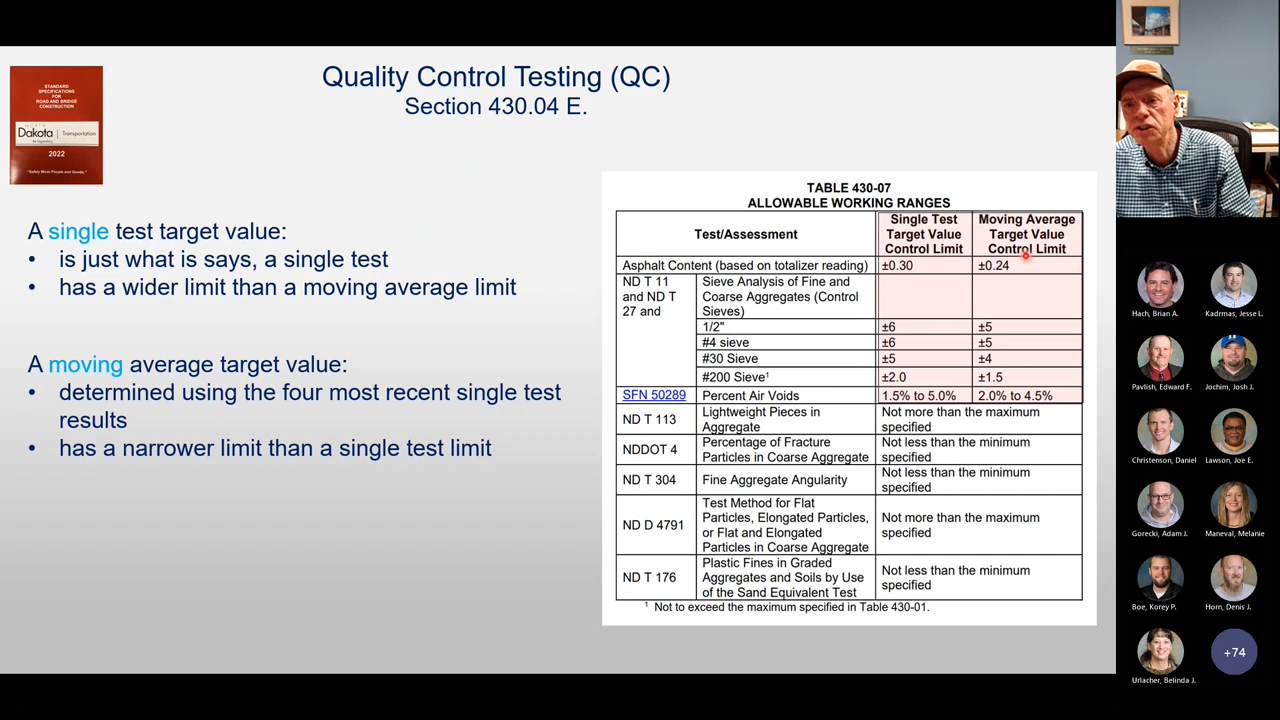 Quality Control Testing (QC)
Section 430.04 E.
STANDARD
SPECIFICATIONS
FOR
ROAD AND BRIDGE
CONSTRUCTION
NORTH
Dakota | Transportation
Be Legendary.
2022
"Safely Move People and Goods."
A single test target value:
• is just what is says, a single test
• has a wider limit than a moving average limit
A moving average target value:
• determined using the four most recent single test
results
• has a narrower limit than a single test limit
TABLE 430-07
ALLOWABLE WORKING RANGES
Test/Assessment
Single Test
Target Value
Control Limit
Moving Average
Target Value
Control Limit
Asphalt Content (based on totalizer reading) ±0.30 ±0.24
ND T 11
and ND T
27 and
Sieve Analysis of Fine and
Coarse Aggregates (Control
Sieves)
1/2" ±6 ±5
#4 sieve ±6 ±5
#30 Sieve ±5 ±4
#200 Sieve¹ ±2.0 ±1.5
SFN 50289 Percent Air Voids 1.5% to 5.0% 2.0% to 4.5%
ND T 113
Lightweight Pieces in
Aggregate
Not more than the maximum
specified
NDDOT 4
Percentage of Fracture
Particles in Coarse Aggregate
Not less than the minimum
specified
ND T 304
Fine Aggregate Angularity
Not less than the minimum
specified
ND D 4791
Test Method for Flat
Particles, Elongated Particles,
or Flat and Elongated
Particles in Coarse Aggregate
Not more than the maximum
specified
ND T 176
Plastic Fines in Graded
Aggregates and Soils by Use
of the Sand Equivalent Test
Not less than the minimum
specified
¹ Not to exceed the maximum specified in Table 430-01.
Hach, Brian A.
Kadrmas, Jesse L.
Pavlish, Edward F.
Jochim, Josh J.
Christenson, Daniel
Lawson, Joe E.
Gorecki, Adam J.
Maneval, Melanie
Boe, Korey P.
Horn, Denis J.
+74
Urlacher, Belinda J.